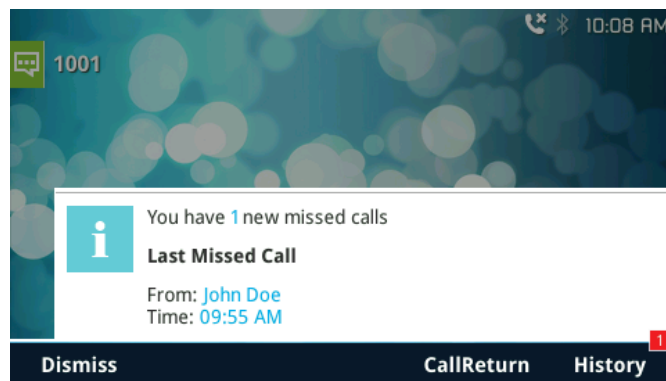 10:08 AM
1001
You have 1 new missed calls
Last Missed Call
From: John Doe
Time: 09:55 AM
1
Dismiss CallReturn History